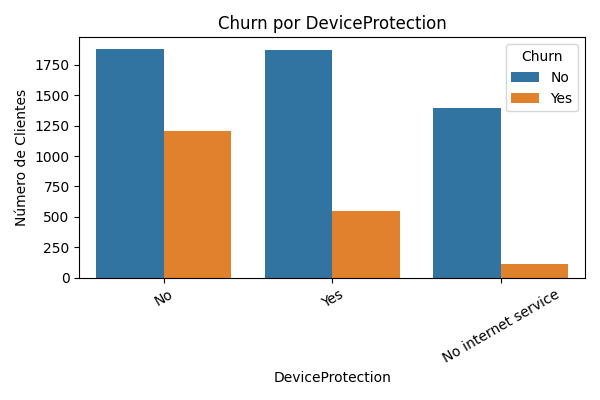 Churn por DeviceProtection
Churn
No
Yes
Número de Clientes
1750
1500
1250
1000
750
500
250
0
No
Yes
No internet service
DeviceProtection